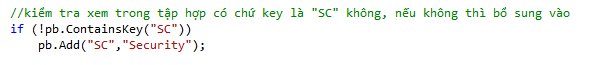 //kiểm tra xem trong tập hợp có chứ key là "SC" không, nếu không thì bổ sung vào
if (!pb.ContainsKey("SC"))
pb.Add("SC","Security");